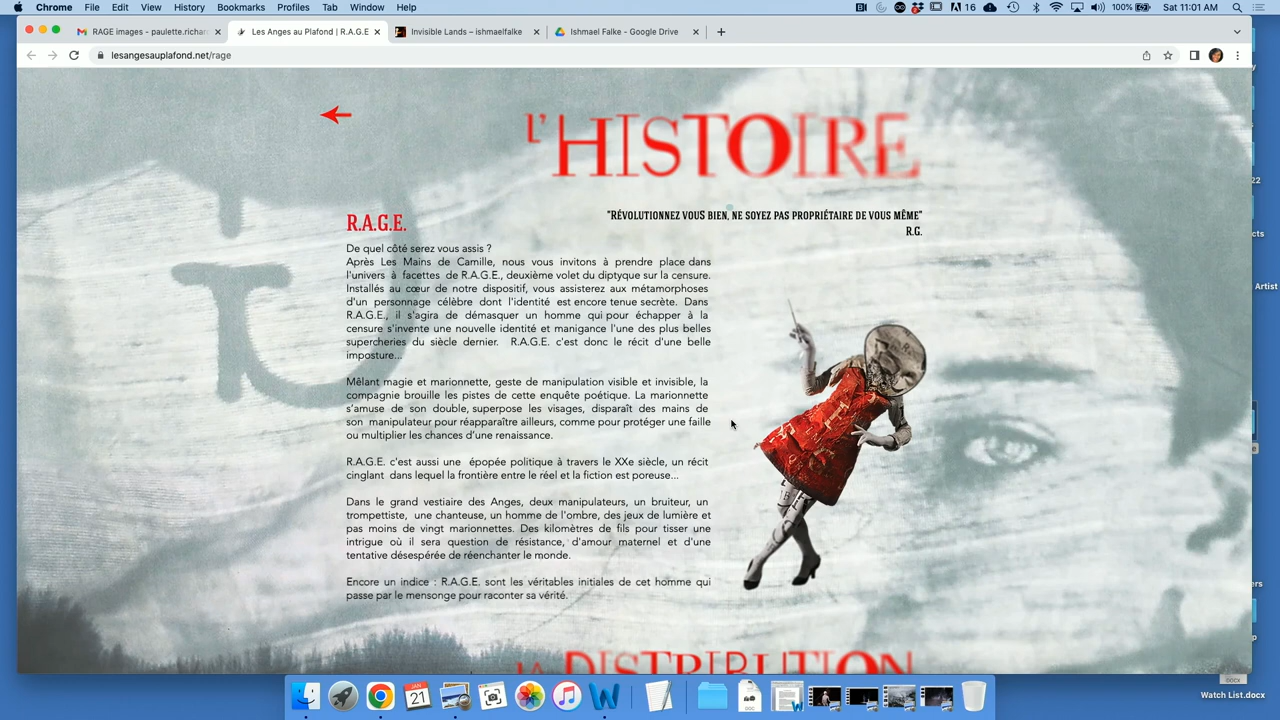 Chrome File Edit View History Bookmarks Profiles Tab Window Help 16 100% Sat 11:01 AM
RAGE images - paulette.richar Les Anges au Plafond | R.A.G.E Invisible Lands – ishmaelfalke Ishmael Falke - Google Drive
lesangesauplafond.net/rage
L'HISTOIRE
R.A.G.E.
"RÉVOLUTIONNEZ VOUS BIEN, NE SOYEZ PAS PROPRIÉTAIRE DE VOUS MÊME"
R.G.
De quel côté serez vous assis ?
Après Les Mains de Camille, nous vous invitons à prendre place dans
l'univers à facettes de R.A.G.E., deuxième volet du diptyque sur la censure.
Installés au cœur de notre dispositif, vous assisterez aux métamorphoses
d'un personnage célèbre dont l'identité est encore tenue secrète. Dans
R.A.G.E., il s'agira de démasquer un homme qui pour échapper à la
censure s'invente une nouvelle identité et manigance l'une des plus belles
supercheries du siècle dernier. R.A.G.E. c'est donc le récit d'une belle
imposture...
Mêlant magie et marionnette, geste de manipulation visible et invisible, la
compagnie brouille les pistes de cette enquête poétique. La marionnette
s'amuse de son double, superpose les visages, disparaît des mains de
son manipulateur pour réapparaître ailleurs, comme pour protéger une faille
ou multiplier les chances d'une renaissance.
R.A.G.E. c'est aussi une épopée politique à travers le XXe siècle, un récit
cinglant dans lequel la frontière entre le réel et la fiction est poreuse...
Dans le grand vestiaire des Anges, deux manipulateurs, un bruiteur, un
trompettiste, une chanteuse, un homme de l'ombre, des jeux de lumière et
pas moins de vingt marionnettes. Des kilomètres de fils pour tisser une
intrigue où il sera question de résistance, d'amour maternel et d'une
tentative désespérée de réenchanter le monde.
Encore un indice : R.A.G.E. sont les véritables initiales de cet homme qui
passe par le mensonge pour raconter sa vérité.
LA DISTRIBUTION
22
Artist
JAN
21
DOCX
Watch List.docx